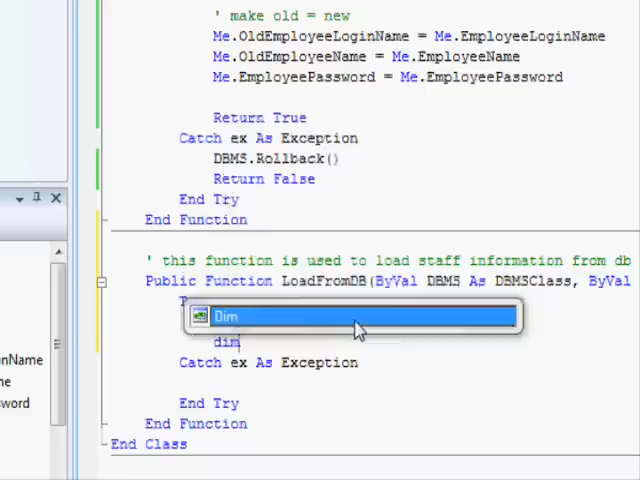 ' make old = new
Me.OldEmployeeLoginName = Me.EmployeeLoginName
Me.OldEmployeeName = Me.EmployeeName
Me.EmployeePassword = Me.EmployeePassword
Return True
Catch ex As Exception
DBMS.Rollback()
Return False
End Try
End Function
' this function is used to load staff information from db
Public Function LoadFromDB(ByVal DBMS As DBMSClass, ByVal
Dim
dim
Catch ex As Exception
End Try
End Function
End Class
nName
me
sword